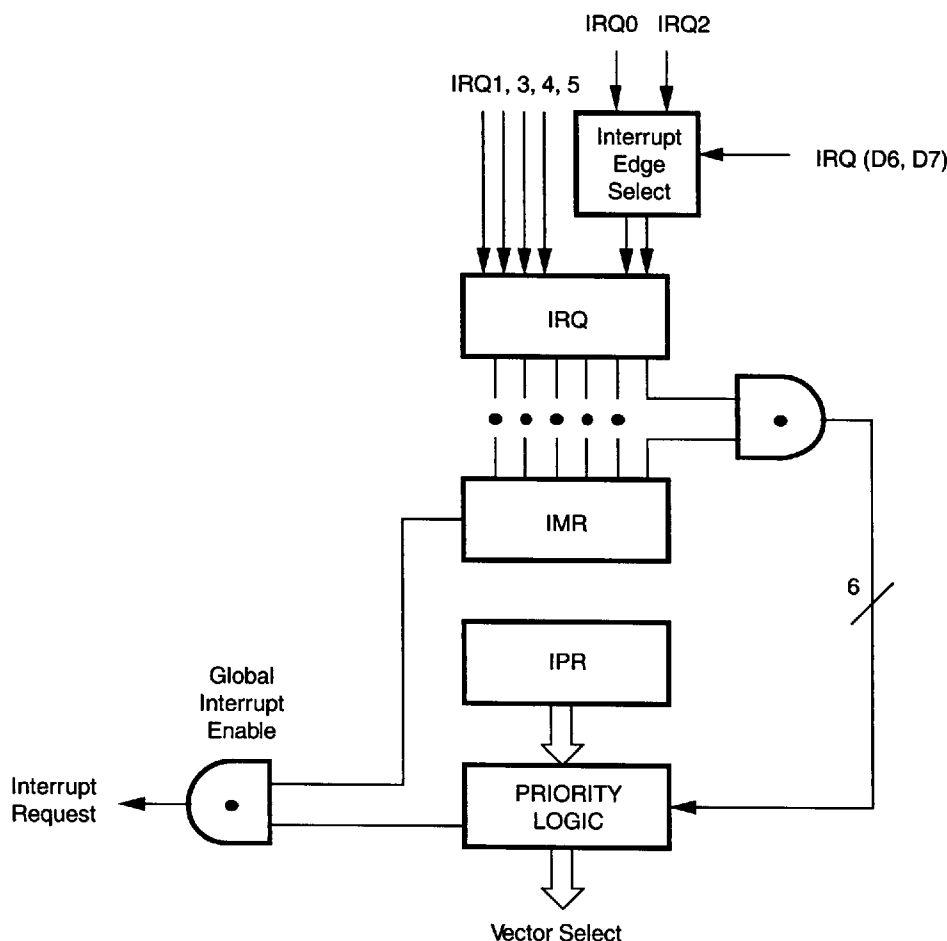 IRQ0 IRQ2
IRQ1, 3, 4, 5
Interrupt
Edge
Select
IRQ (D6, D7)
IRQ
IMR
6
IPR
Global
Interrupt
Enable
Interrupt
Request
PRIORITY
LOGIC
Vector Select